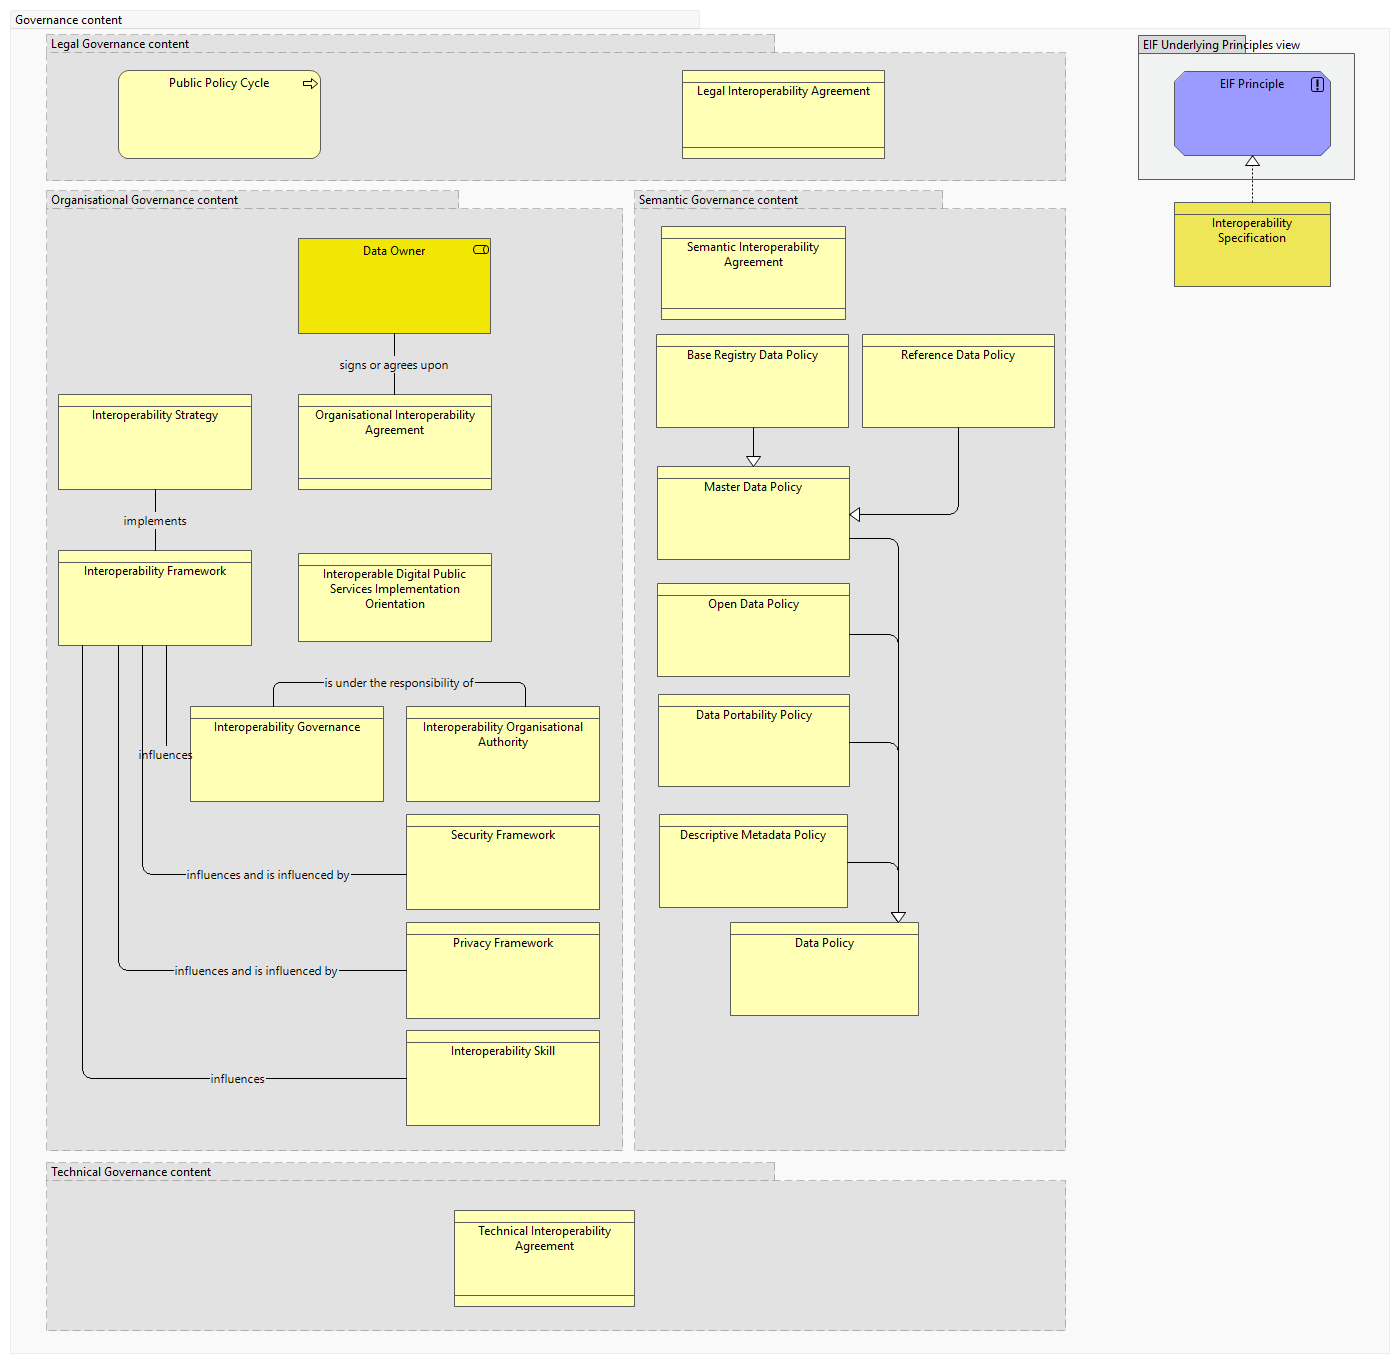 Governance content
Legal Governance content
Public Policy Cycle
Legal Interoperability Agreement
EIF Underlying Principles view
EIF Principle
Interoperability
Specification
Organisational Governance content
Data Owner
signs or agrees upon
Interoperability Strategy
Organisational Interoperability
Agreement
implements
Interoperability Framework
Interoperable Digital Public
Services Implementation
Orientation
is under the responsibility of
Interoperability Governance
Interoperability Organisational
Authority
influences
Security Framework
influences and is influenced by
Privacy Framework
influences and is influenced by
Interoperability Skill
influences
Semantic Governance content
Semantic Interoperability
Agreement
Base Registry Data Policy
Reference Data Policy
Master Data Policy
Open Data Policy
Data Portability Policy
Descriptive Metadata Policy
Data Policy
Technical Governance content
Technical Interoperability
Agreement